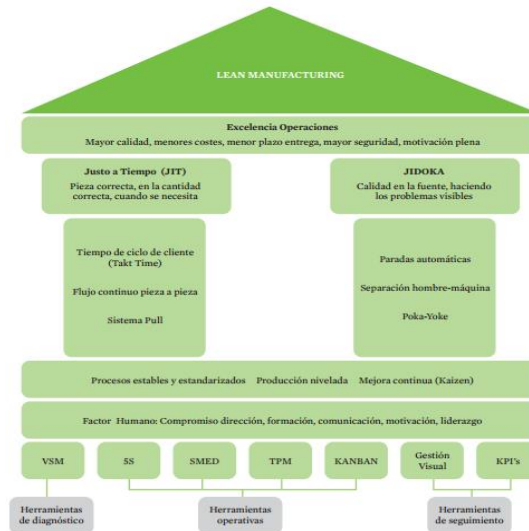 LEAN MANUFACTURING
Excelencia Operaciones
Mayor calidad, menores costes, menor plazo entrega, mayor seguridad, motivación plena
Justo a Tiempo (JIT)
Pieza correcta, en la cantidad
correcta, cuando se necesita
JIDOKA
Calidad en la fuente, haciendo
los problemas visibles
Tiempo de ciclo de cliente
(Takt Time)
Flujo continuo pieza a pieza
Sistema Pull
Paradas automáticas
Separación hombre-máquina
Poka-Yoke
Procesos estables y estandarizados Producción nivelada Mejora continua (Kaizen)
Factor Humano: Compromiso dirección, formación, comunicación, motivación, liderazgo
VSM
5S
SMED
TPM
KANBAN
Gestión
Visual
KPI's
Herramientas
de diagnóstico
Herramientas
operativas
Herramientas
de seguimiento